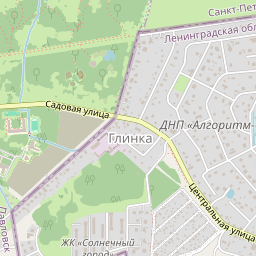 Санкт-Пет
Ленинградская обл
Садовая улица
Глинка
ДНП «Алгоритм-
Центральная улица
Павловск
ЖК «Солнечный
город»